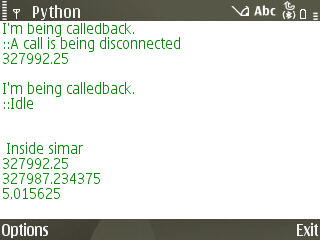 Python
Abc
I'm being calledback.
::A call is being disconnected
327992.25
I'm being calledback.
::Idle
Inside simar
327992.25
327987.234375
5.015625
Options Exit